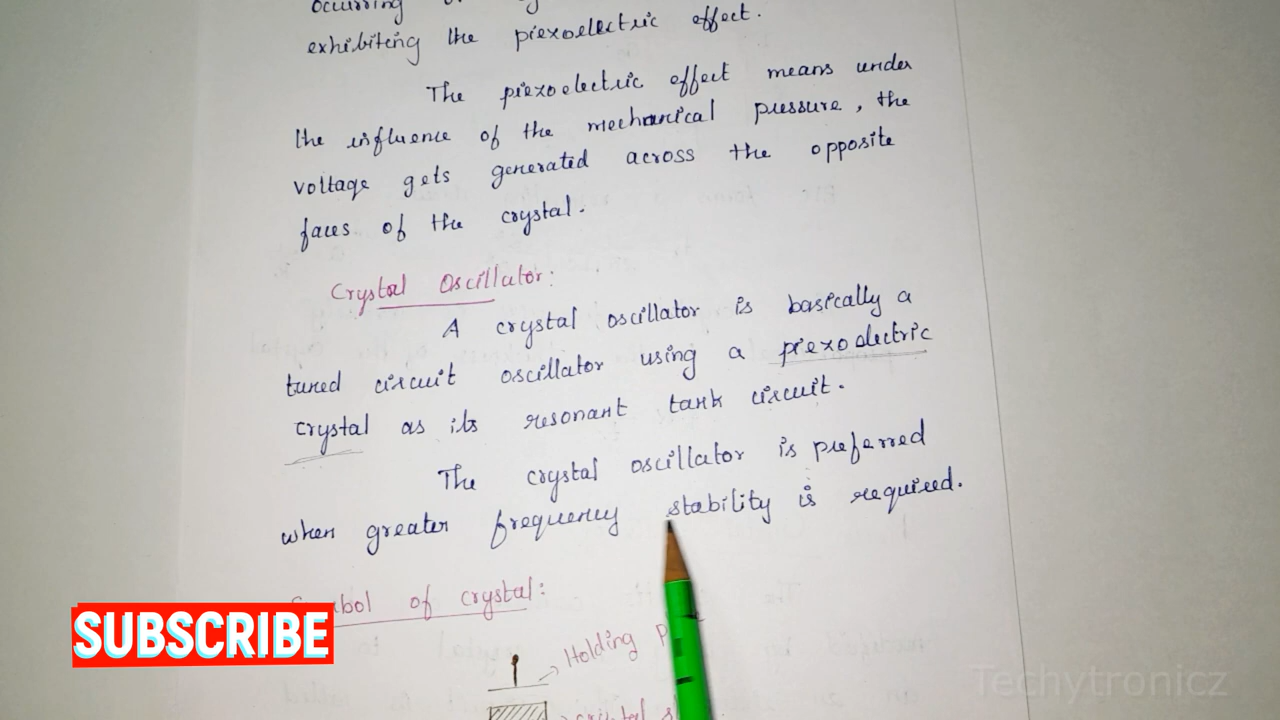 ocurring
exhibiting the piezoelectric effect.
The piezoelectric effect means under
the influence of the mechanical pressure, the
voltage gets generated across the opposite
faces of the crystal.
Crystal Oscillator:
A crystal oscillator is basically a
tuned circuit oscillator using a piezoelectric
crystal as its resonant tank circuit.
The crystal oscillator is preferred
when greater frequency stability is required.
of crystal:
SUBSCRIBE
Holding
Techytronicz